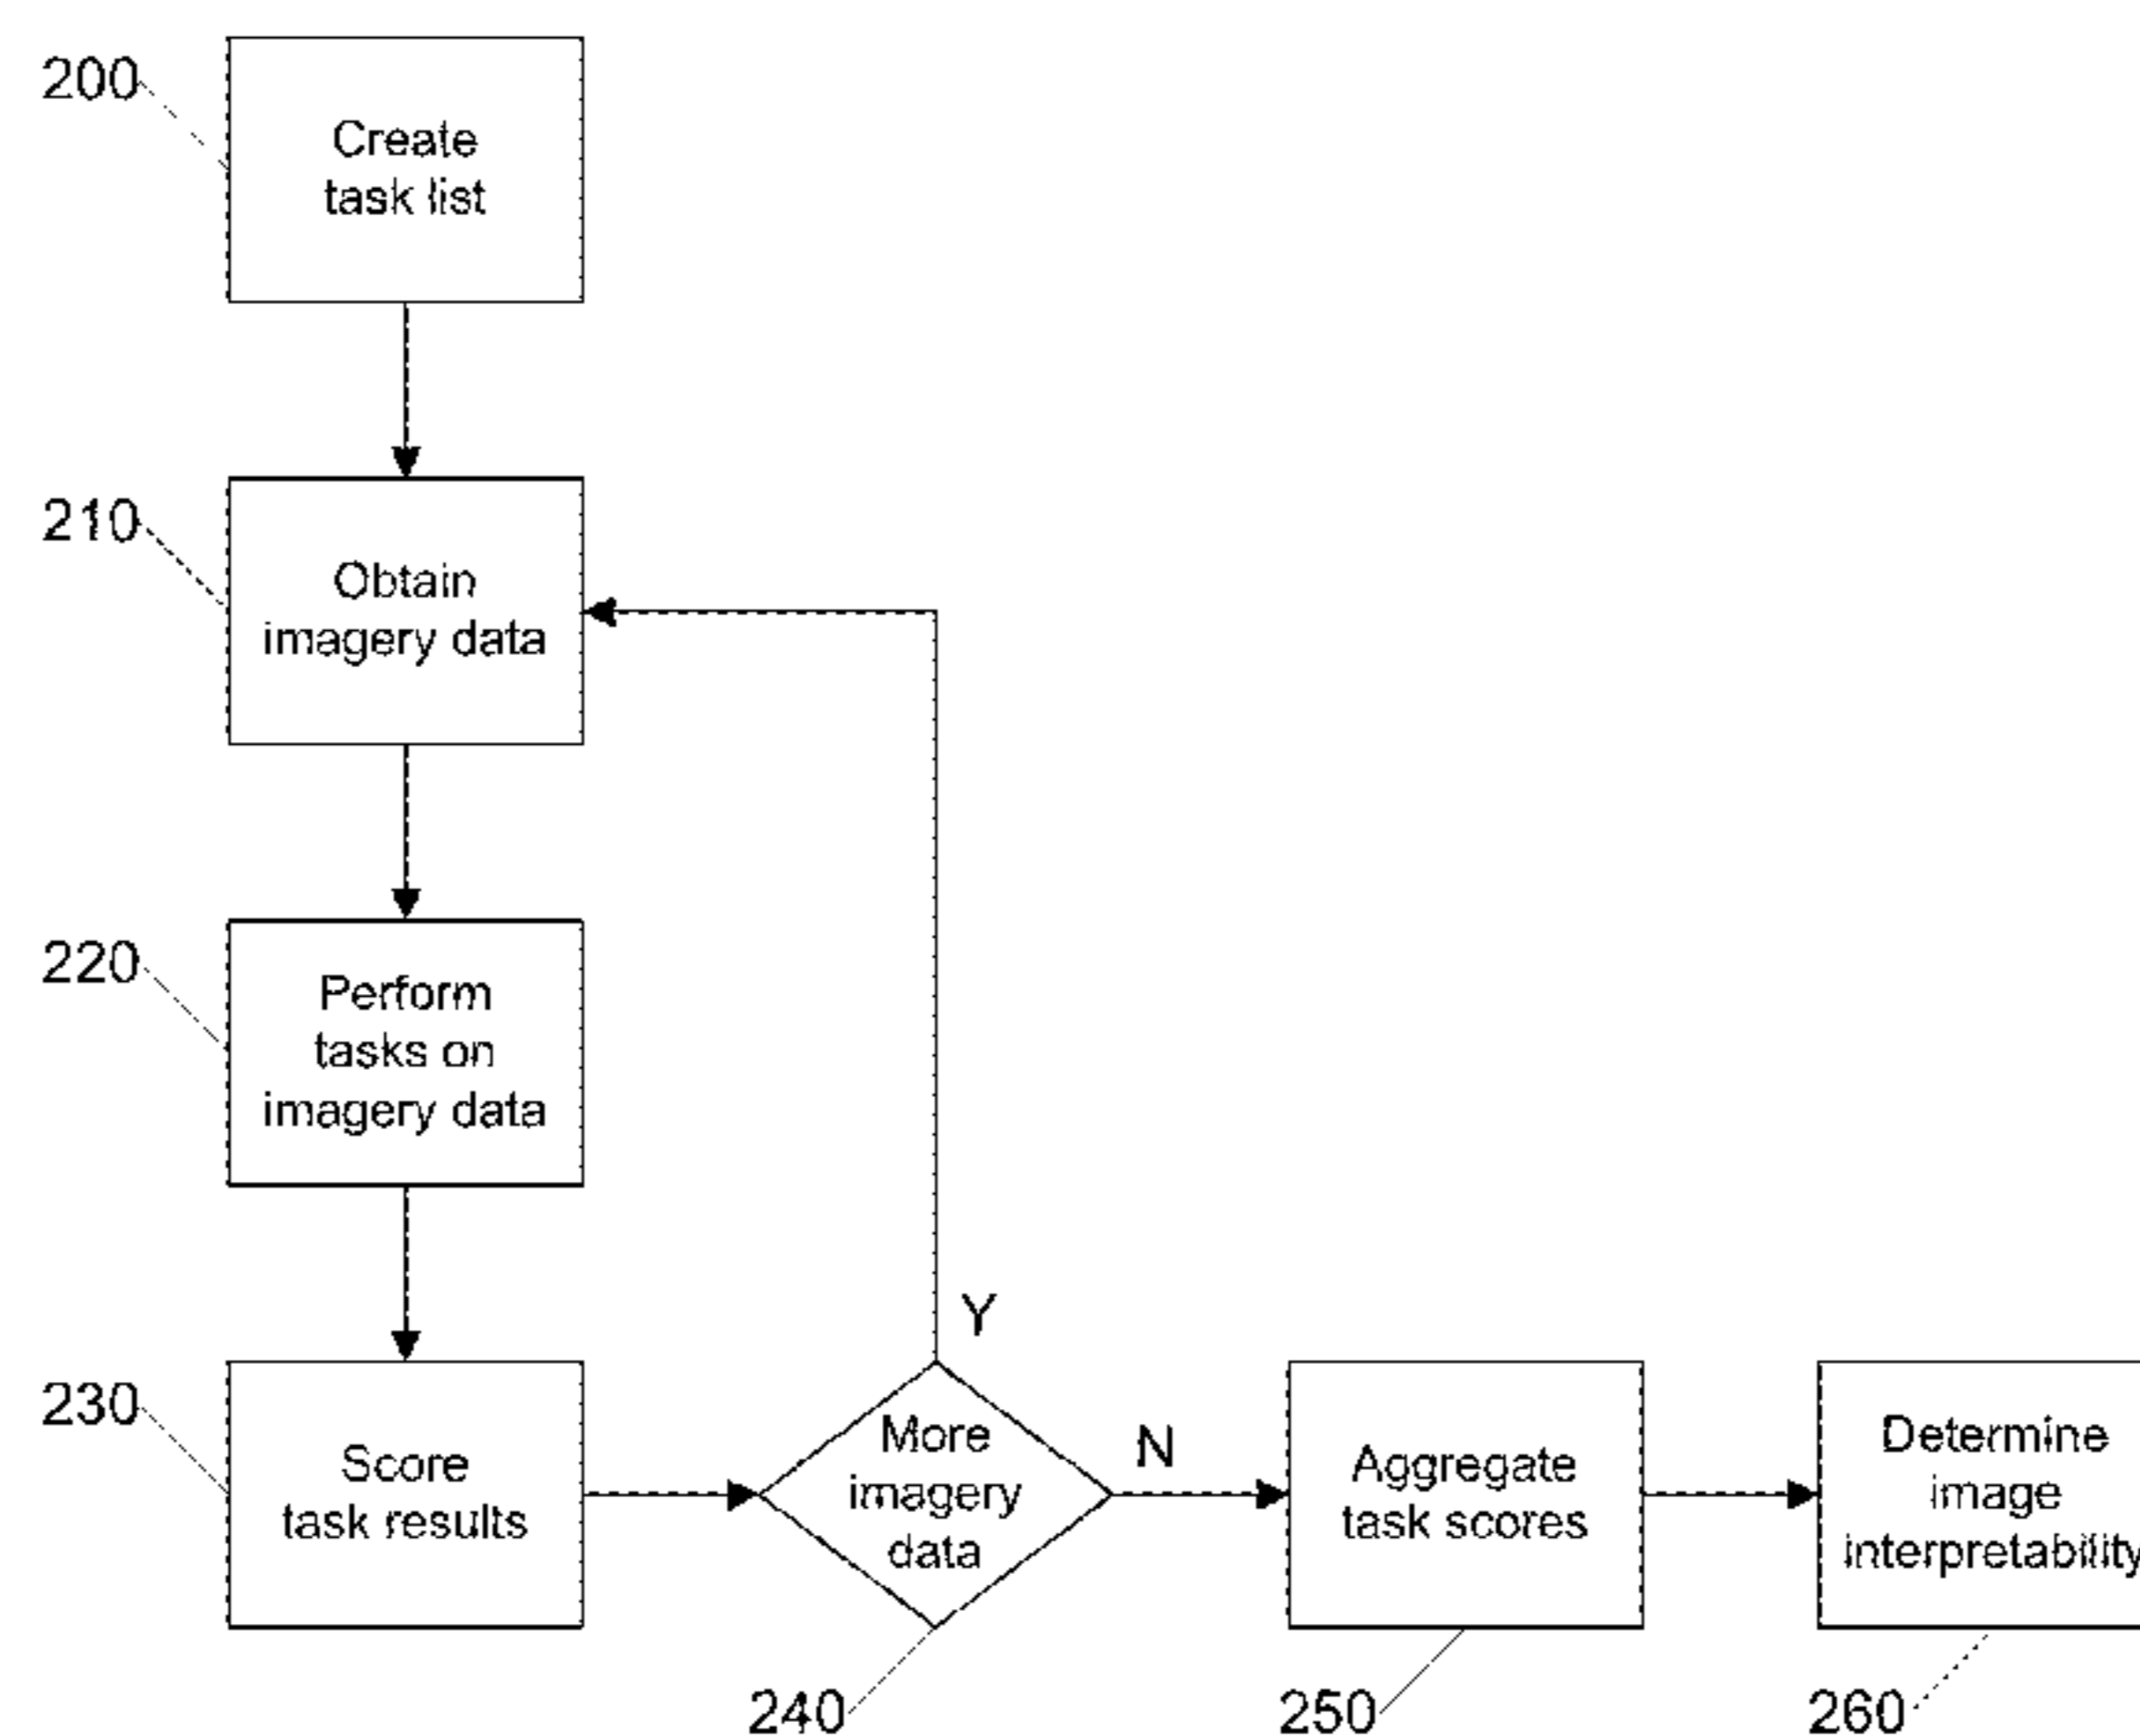 200
Create
task list
210
Obtain
imagery data
220
Perform
tasks on
imagery data
Y
230
Score
task results
More
imagery
data
N
Aggregate
task scores
Determine
image
interpretability
240
250
260